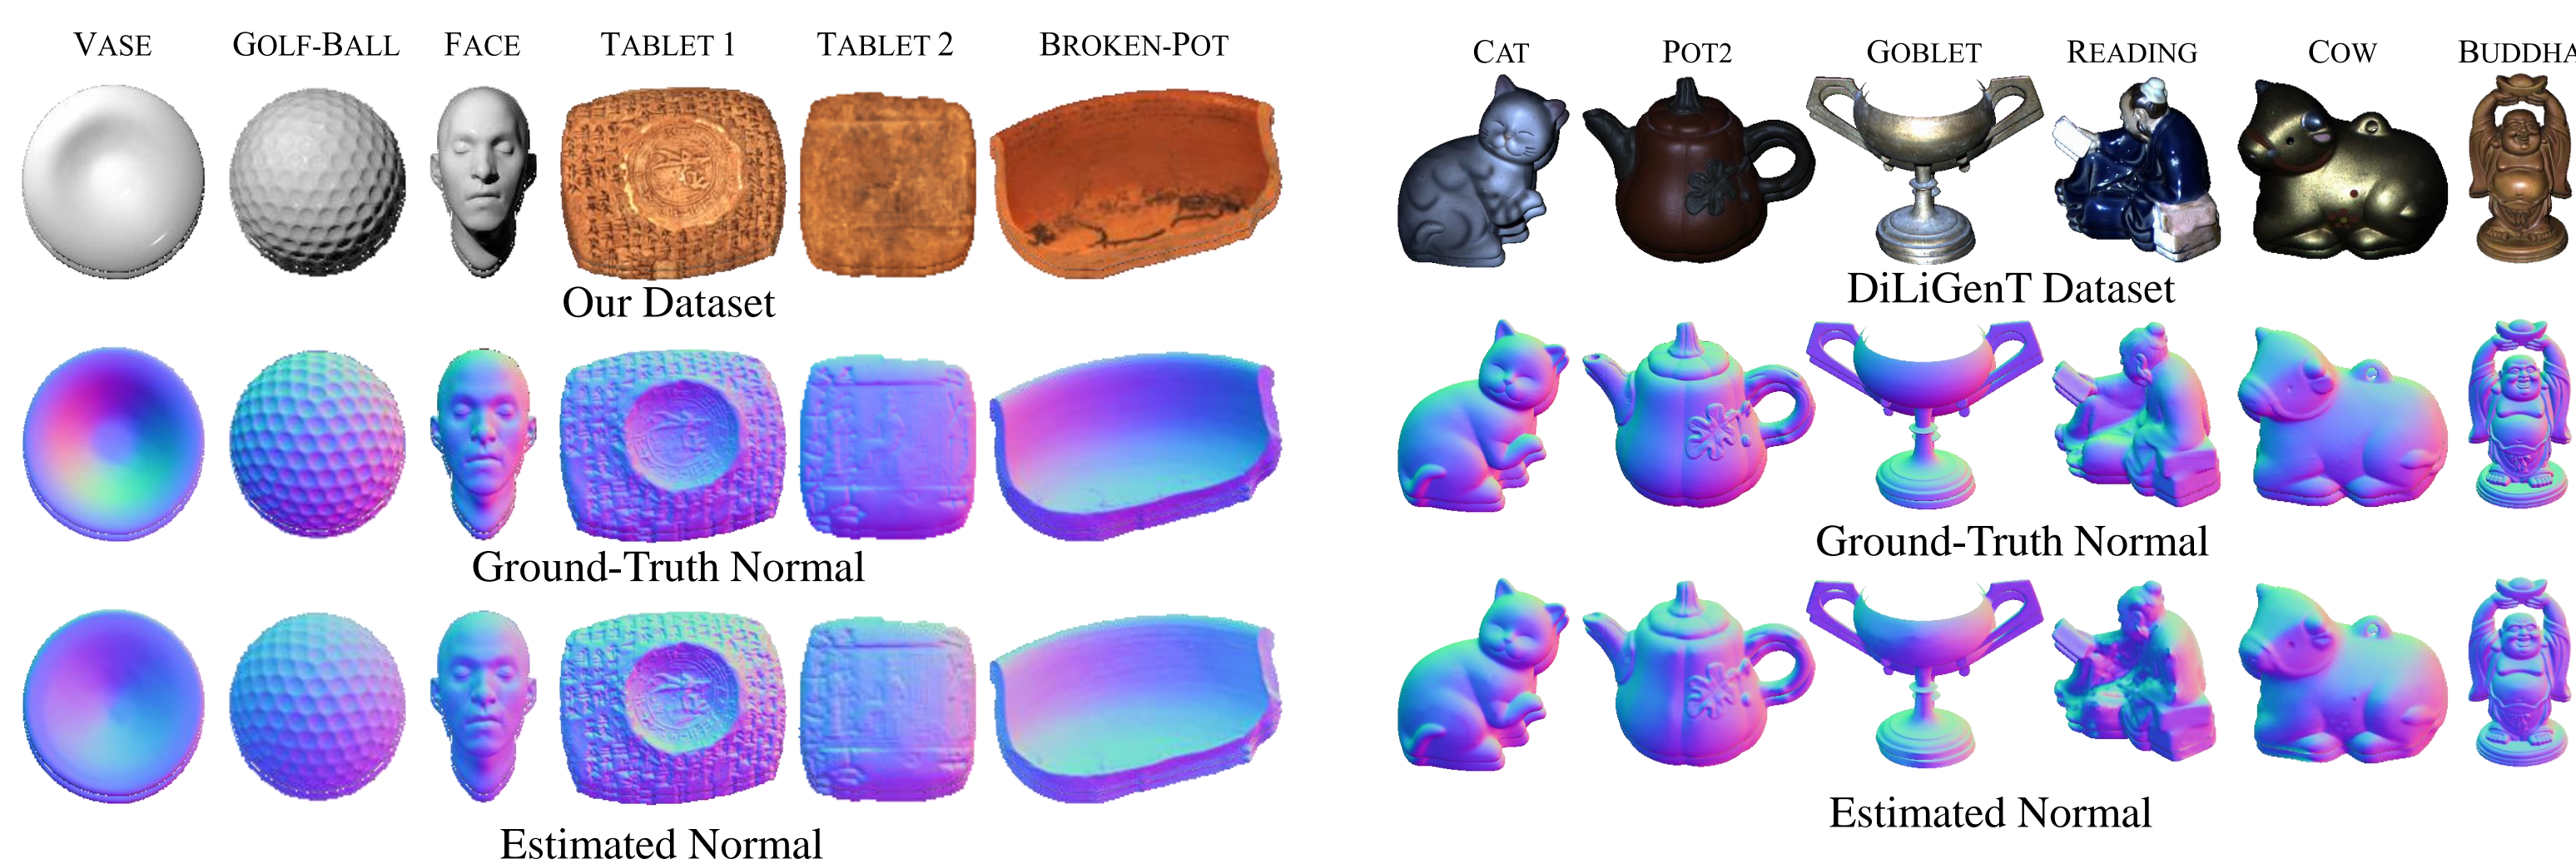 VASE GOLF-BALL FACE TABLET 1 TABLET 2 BROKEN-POT
Our Dataset
Ground-Truth Normal
Estimated Normal
CAT POT2 GOBLET READING COW BUDDHA
DiLiGenT Dataset
Ground-Truth Normal
Estimated Normal